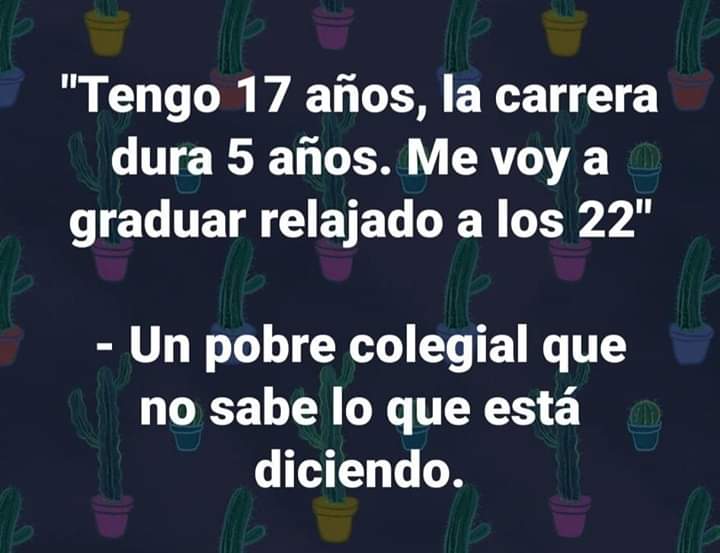 "Tengo 17 años, la carrera
dura 5 años. Me voy a
graduar relajado a los 22"
- Un pobre colegial que
no sabe lo que está
diciendo.